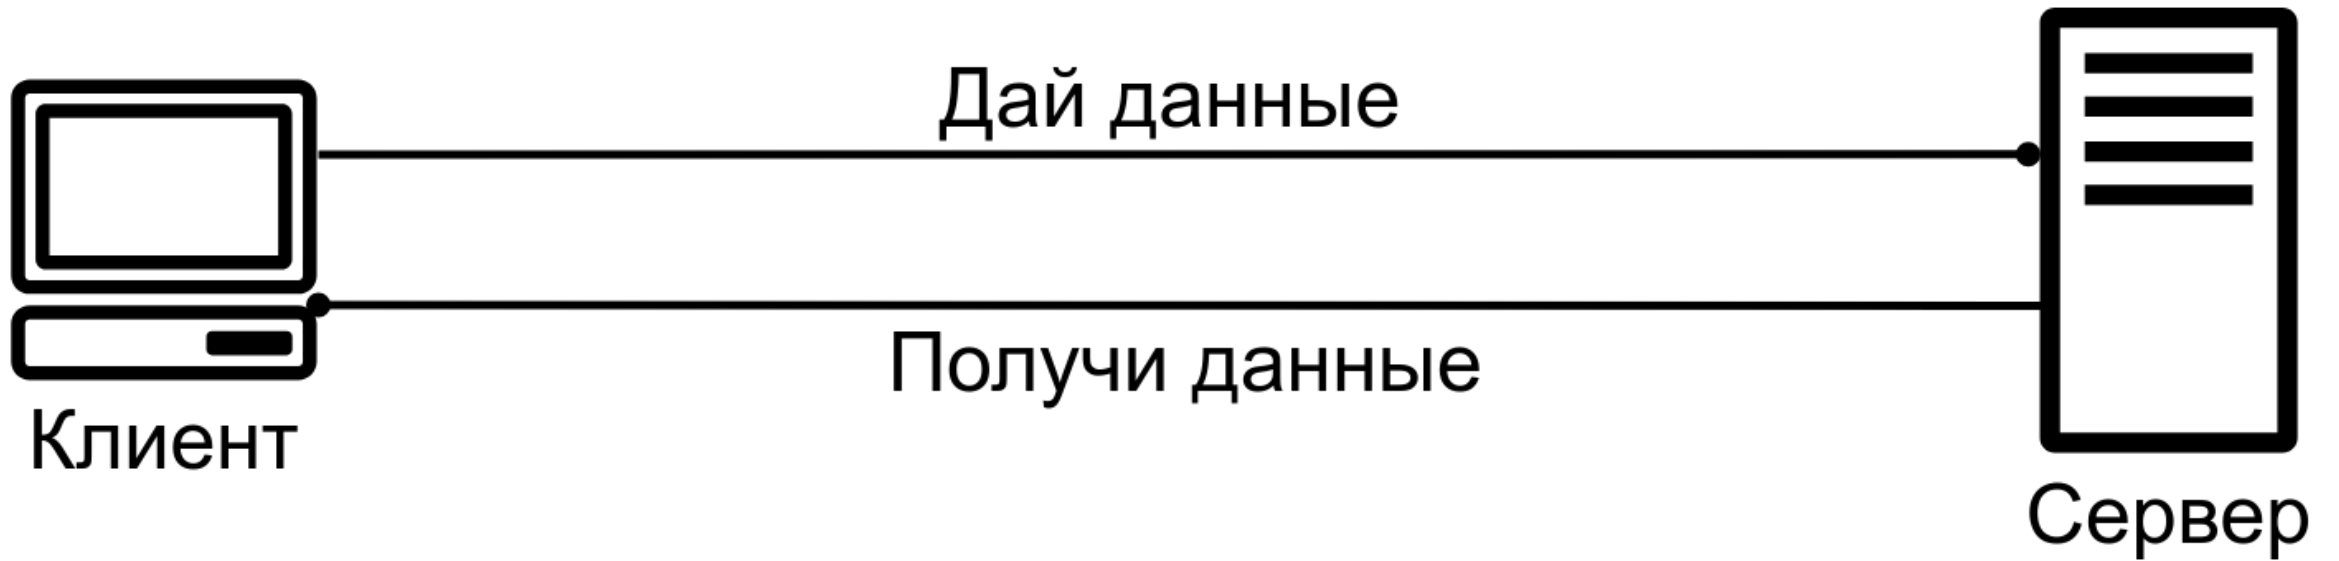 Дай данные
Получи данные
Клиент
Сервер